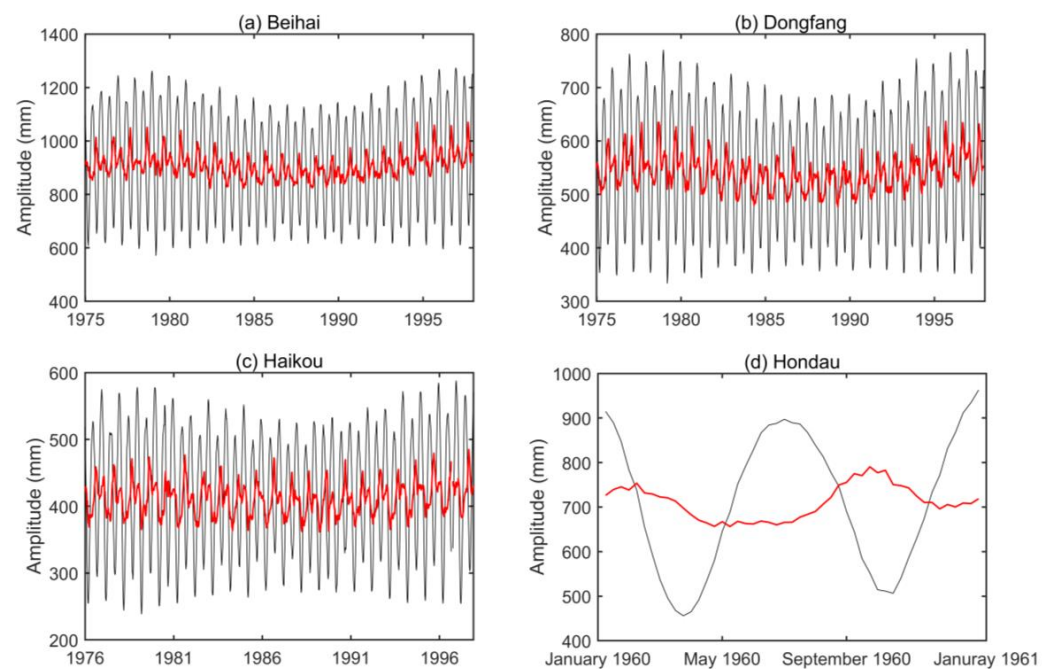 (a) Beihai
Amplitude (mm)
1400
1200
1000
800
600
400
1975 1980 1985 1990 1995
(b) Dongfang
Amplitude (mm)
800
700
600
500
400
300
1975 1980 1985 1990 1995
(c) Haikou
Amplitude (mm)
600
500
400
300
200
1976 1981 1986 1991 1996
(d) Hondau
Amplitude (mm)
1000
900
800
700
600
500
400
January 1960 May 1960 September 1960 Januray 1961